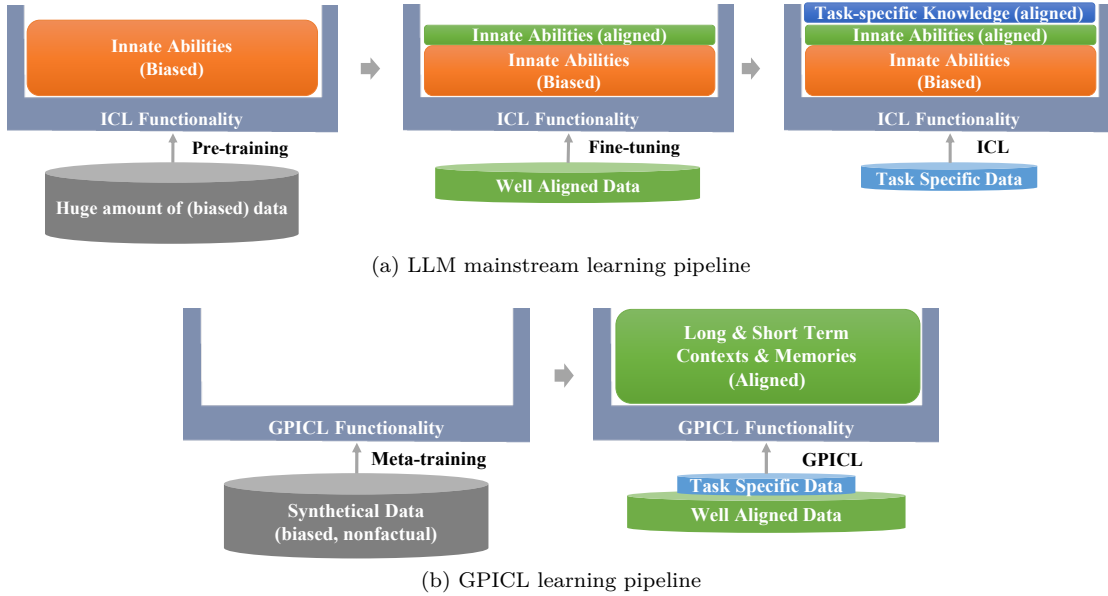 Innate Abilities
(Biased)
ICL Functionality
Pre-training
Huge amount of (biased) data
Innate Abilities (aligned)
Innate Abilities
(Biased)
ICL Functionality
Fine-tuning
Well Aligned Data
Task-specific Knowledge (aligned)
Innate Abilities (aligned)
Innate Abilities
(Biased)
ICL Functionality
ICL
Task Specific Data
(a) LLM mainstream learning pipeline
GPICL Functionality
Meta-training
Synthetical Data
(biased, nonfactual)
Long & Short Term
Contexts & Memories
(Aligned)
GPICL Functionality
GPICL
Task Specific Data
Well Aligned Data
(b) GPICL learning pipeline